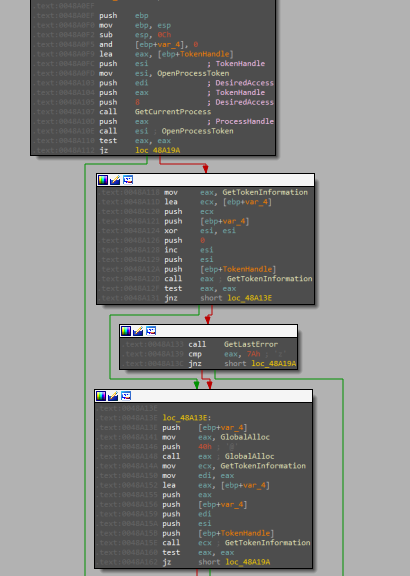 push ebp
mov ebp, esp
sub esp, 0Ch
and [ebp+var_4], 0
lea eax, [ebp+TokenHandle]
push esi ; TokenHandle
mov esi, OpenProcessToken
push edi ; DesiredAccess
push eax ; TokenHandle
push 8 ; DesiredAccess
call GetCurrentProcess
push eax ; ProcessHandle
call esi ; OpenProcessToken
test eax, eax
jz loc_48A19A
mov eax, GetTokenInformation
lea ecx, [ebp+var_4]
push ecx
push [ebp+var_4]
xor esi, esi
push 0
inc esi
push esi
push [ebp+TokenHandle]
call eax ; GetTokenInformation
test eax, eax
jnz short loc_48A13E
call GetLastError
cmp eax, 7Ah ; 'z'
jnz short loc_48A19A
loc_48A13E:
push [ebp+var_4]
mov eax, GlobalAlloc
push 40h ; '@'
call eax ; GlobalAlloc
mov ecx, GetTokenInformation
mov edi, eax
lea eax, [ebp+var_4]
push eax
push [ebp+var_4]
push edi
push esi
push [ebp+TokenHandle]
call ecx ; GetTokenInformation
test eax, eax
jz short loc_48A19A